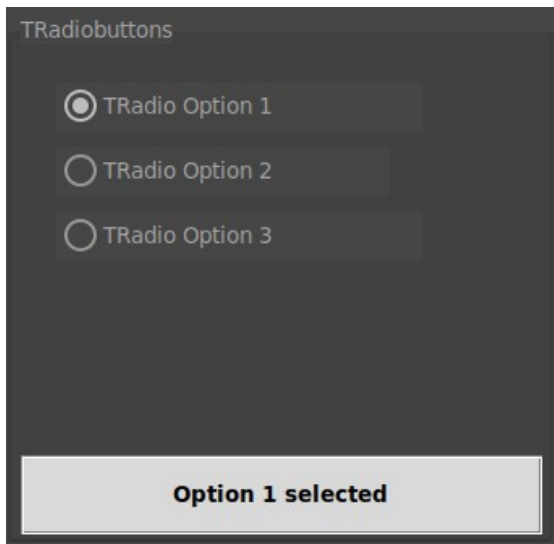 TRadiobuttons
TRadio Option 1
TRadio Option 2
TRadio Option 3
Option 1 selected